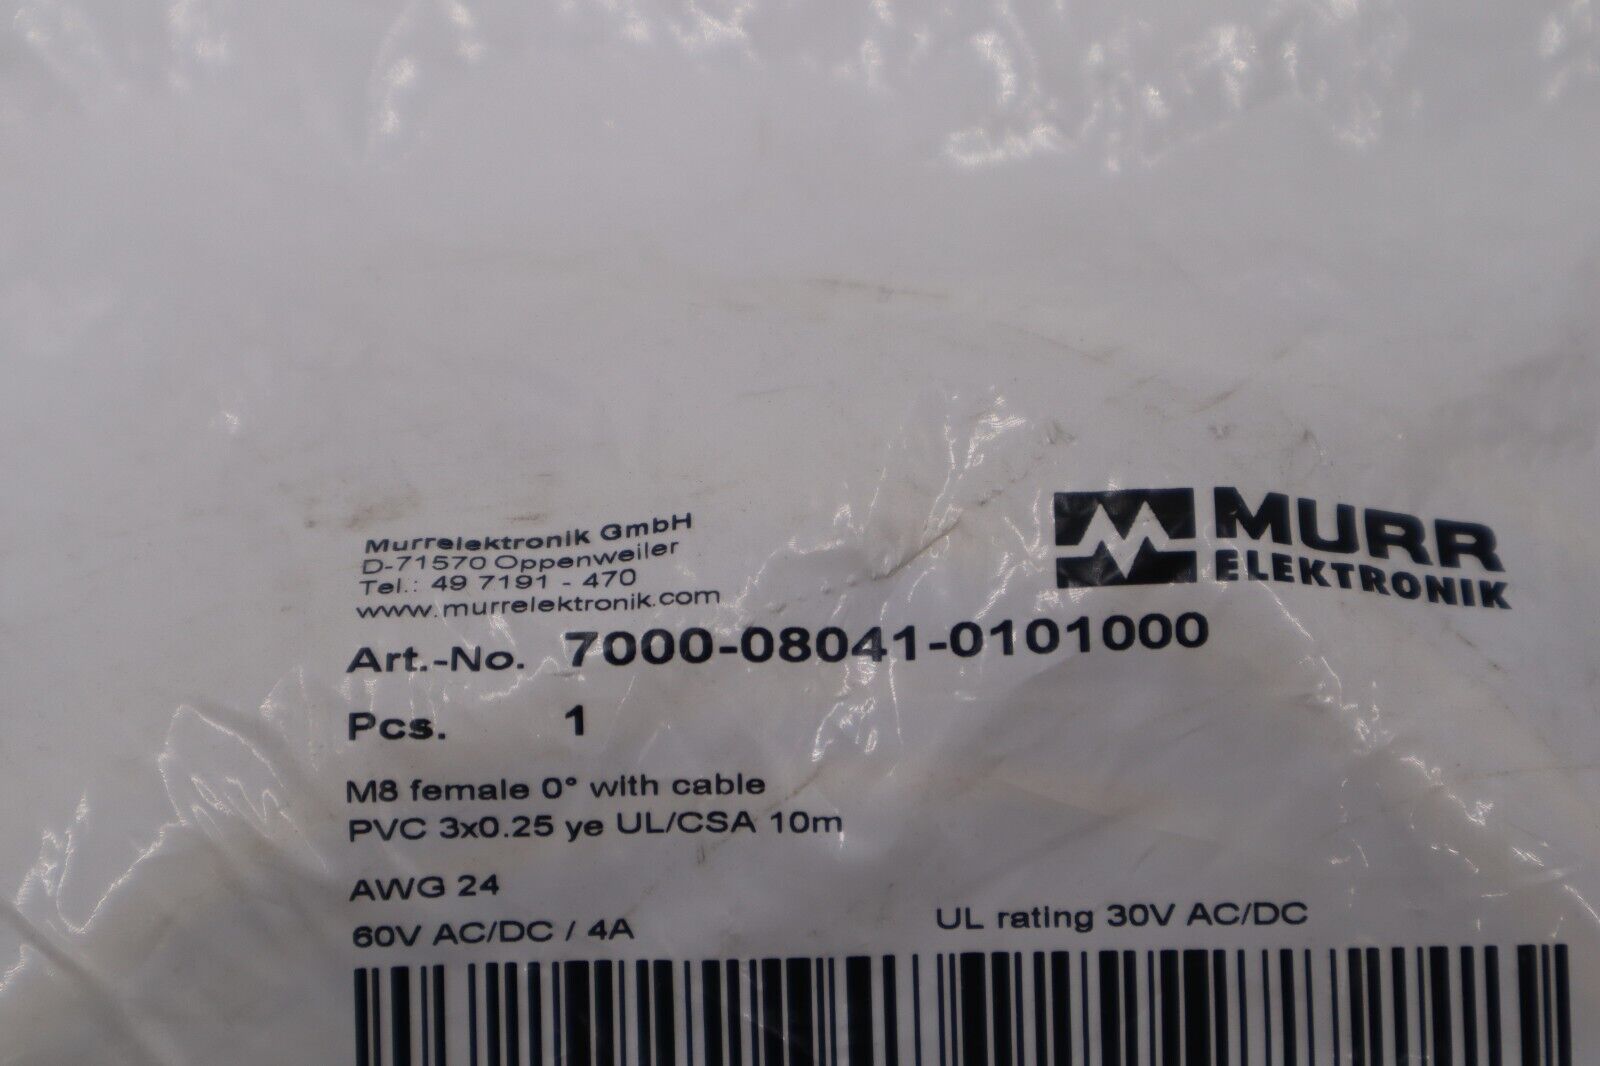 Murrelektronik GmbH
D-71570 Oppenweiler
Tel.: 49 7191 - 470
www.murrelektronik.com
MURR
ELEKTRONIK
Art.-No. 7000-08041-0101000
Pcs. 1
M8 female 0° with cable
PVC 3x0.25 ye UL/CSA 10m
AWG 24
60V AC/DC / 4A
UL rating 30V AC/DC